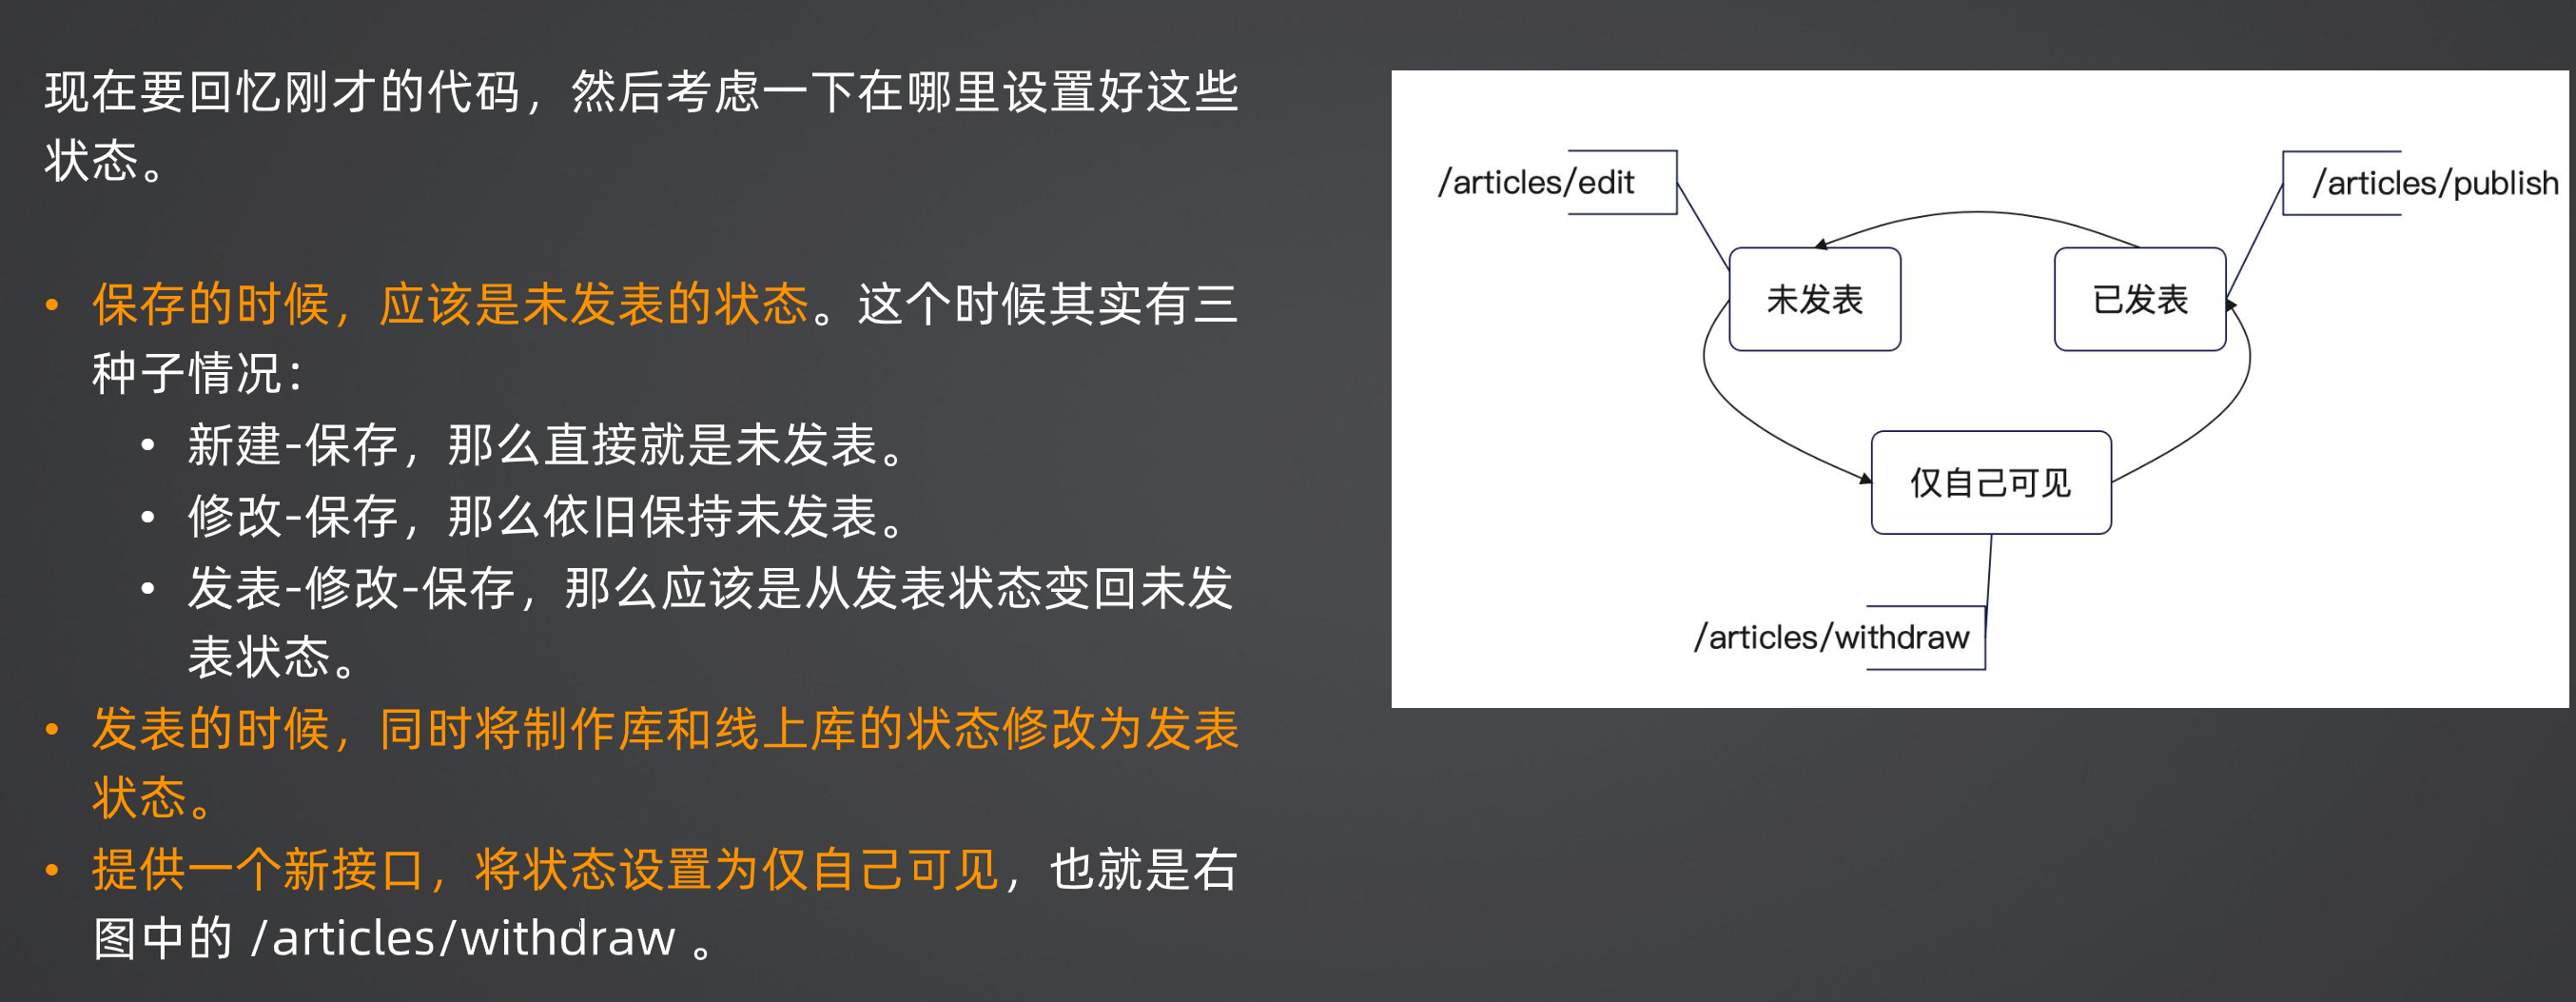 现在要回忆刚才的代码，然后考虑一下在哪里设置好这些
状态。
• 保存的时候，应该是未发表的状态。这个时候其实有三
种子情况：
• 新建-保存，那么直接就是未发表。
• 修改-保存，那么依旧保持未发表。
• 发表-修改-保存，那么应该是从发表状态变回未发
表状态。
• 发表的时候，同时将制作库和线上库的状态修改为发表
状态。
• 提供一个新接口，将状态设置为仅自己可见，也就是右
图中的 /articles/withdraw 。
/articles/edit
/articles/publish
未发表
已发表
仅自己可见
/articles/withdraw